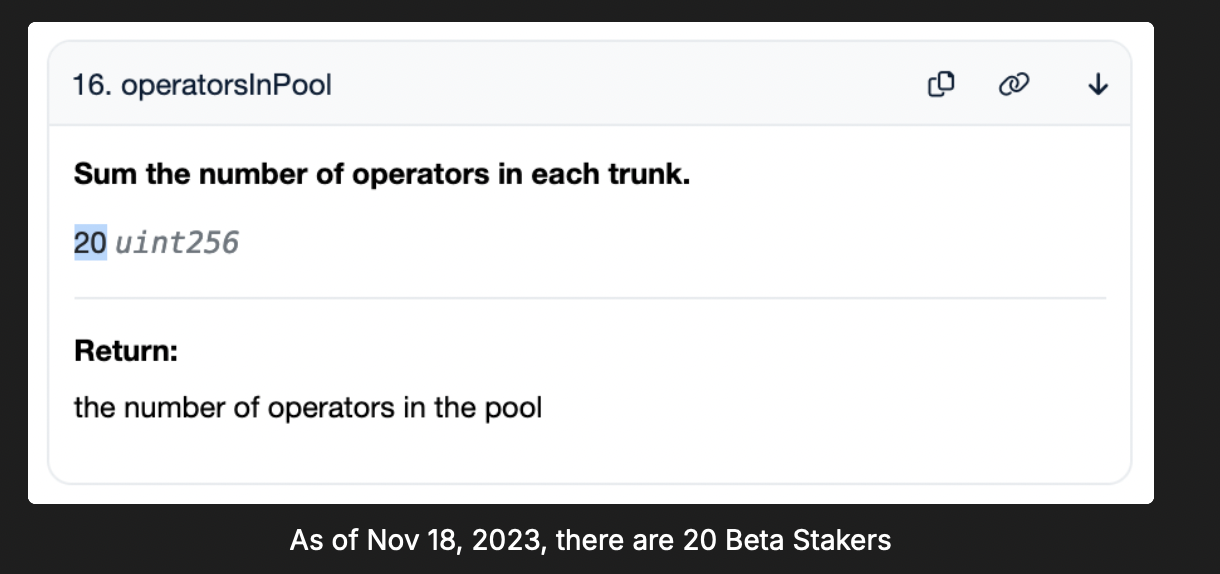 16. operatorsInPool
Sum the number of operators in each trunk.
20 uint256
Return:
the number of operators in the pool
As of Nov 18, 2023, there are 20 Beta Stakers